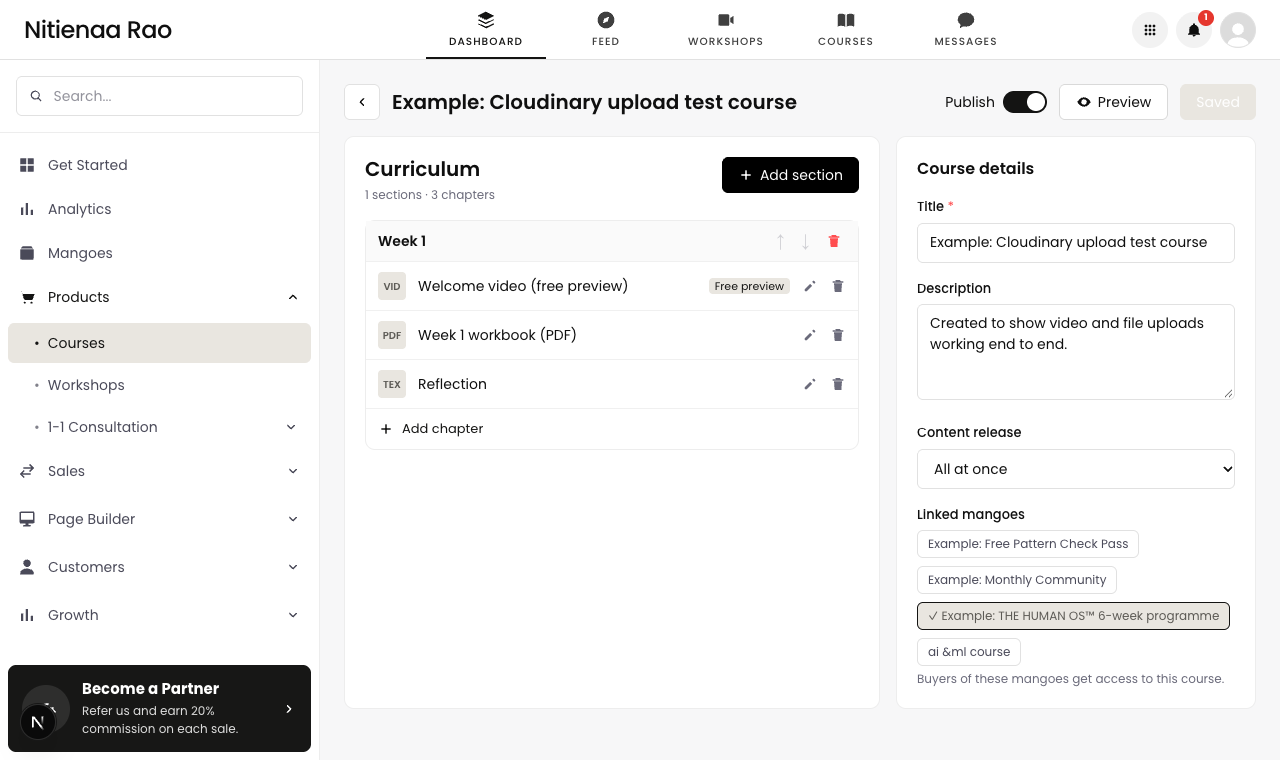 Nitienaa Rao
DASHBOARD
FEED
WORKSHOPS
COURSES
MESSAGES
1
Search...
Get Started
Analytics
Mangoes
Products
Courses
Workshops
1-1 Consultation
Sales
Page Builder
Customers
Growth
Become a Partner
Refer us and earn 20%
commission on each sale.
N
Example: Cloudinary upload test course
Publish
Preview
Saved
Curriculum
1 sections · 3 chapters
Add section
Week 1
VID
Welcome video (free preview)
Free preview
PDF
Week 1 workbook (PDF)
TEX
Reflection
Add chapter
Course details
Title *
Example: Cloudinary upload test course
Description
Created to show video and file uploads
working end to end.
Content release
All at once
Linked mangoes
Example: Free Pattern Check Pass
Example: Monthly Community
✓ Example: THE HUMAN OS™ 6-week programme
ai &ml course
Buyers of these mangoes get access to this course.